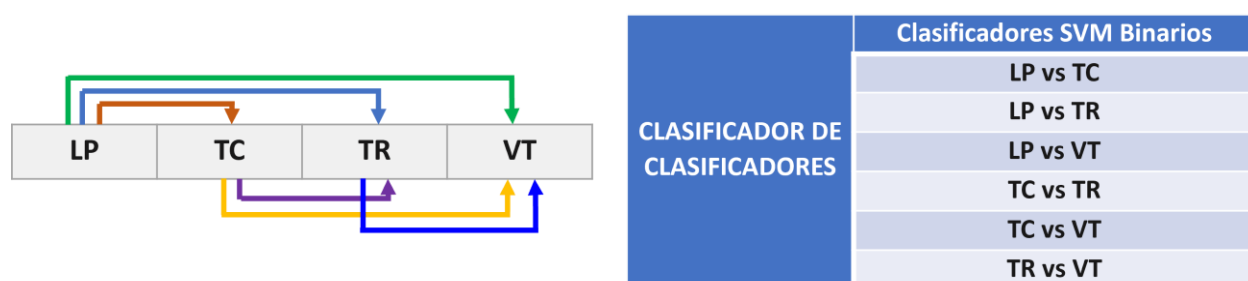 LP TC TR VT
Clasificadores SVM Binarios
CLASIFICADOR DE
CLASIFICADORES
LP vs TC
LP vs TR
LP vs VT
TC vs TR
TC vs VT
TR vs VT